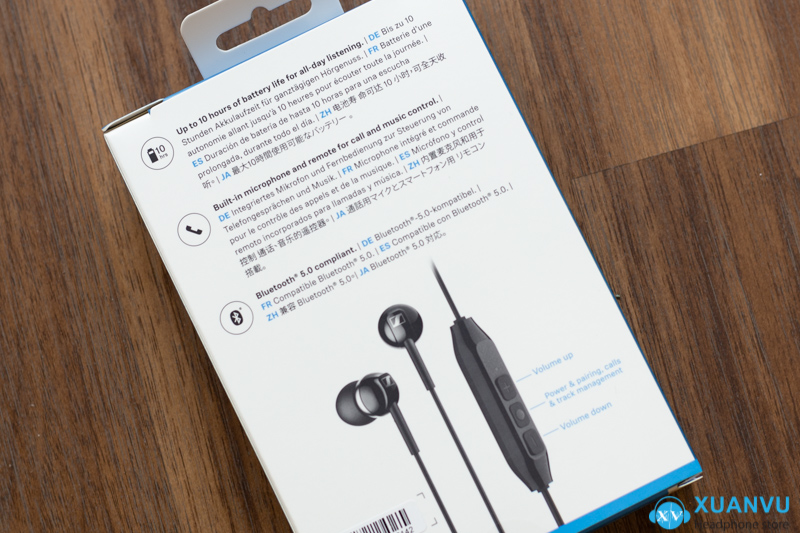 Up to 10 hours of battery life for all-day listening. | DE Bis zu 10
Stunden Akkulaufzeit für ganztägigen Hörgenuss. | FR Batterie d'une
autonomie allant jusqu'à 10 heures pour écouter toute la journée. |
ES Duración de batería de hasta 10 horas para una escucha
prolongada, durante todo el día. | ZH 电池寿 命可达 10 小时,可全天收
听。 | JA 最大10時間使用可能なバッテリー 。
10
hrs
Built-in microphone and remote for call and music control. |
DE Integriertes Mikrofon und Fernbedienung zur Steuerung von
Telefongesprächen und Musik. | FR Microphone intégré et commande
pour le contrôle des appels et de la musique. | ES Micrófono y control
remoto incorporados para llamadas y música. | ZH 内置麦克风和用于
控制 通话、音乐的遥控器。 | JA 通話用マイクとスマートフォン用 リモコン
搭載。
Bluetooth® 5.0 compliant. | DE Bluetooth®-5.0-kompatibel. |
FR Compatible Bluetooth® 5.0. | ES Compatible con Bluetooth® 5.0. |
ZH 兼容 Bluetooth® 5.0。| JA Bluetooth® 5.0 対応。
Volume up
Power & pairing, calls
& track management
Volume down
XV
XUANVU
Headphone store